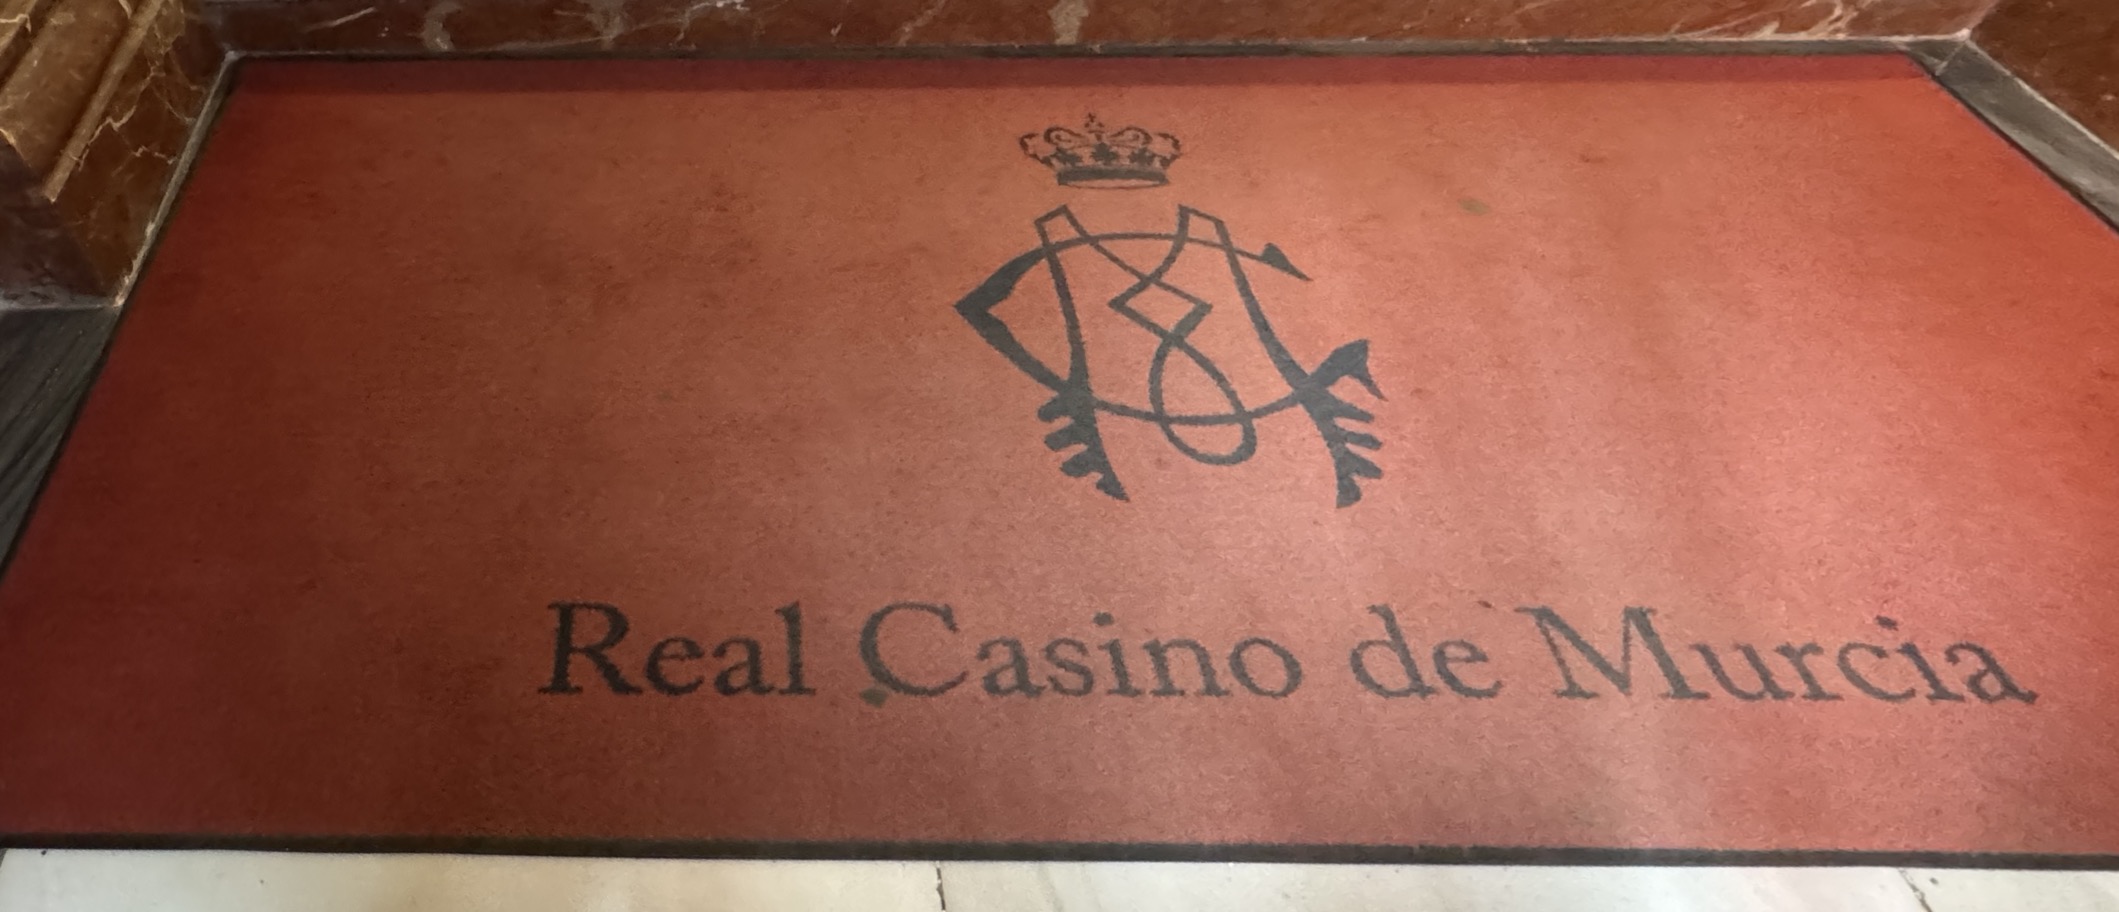 Real Casino de Murcia